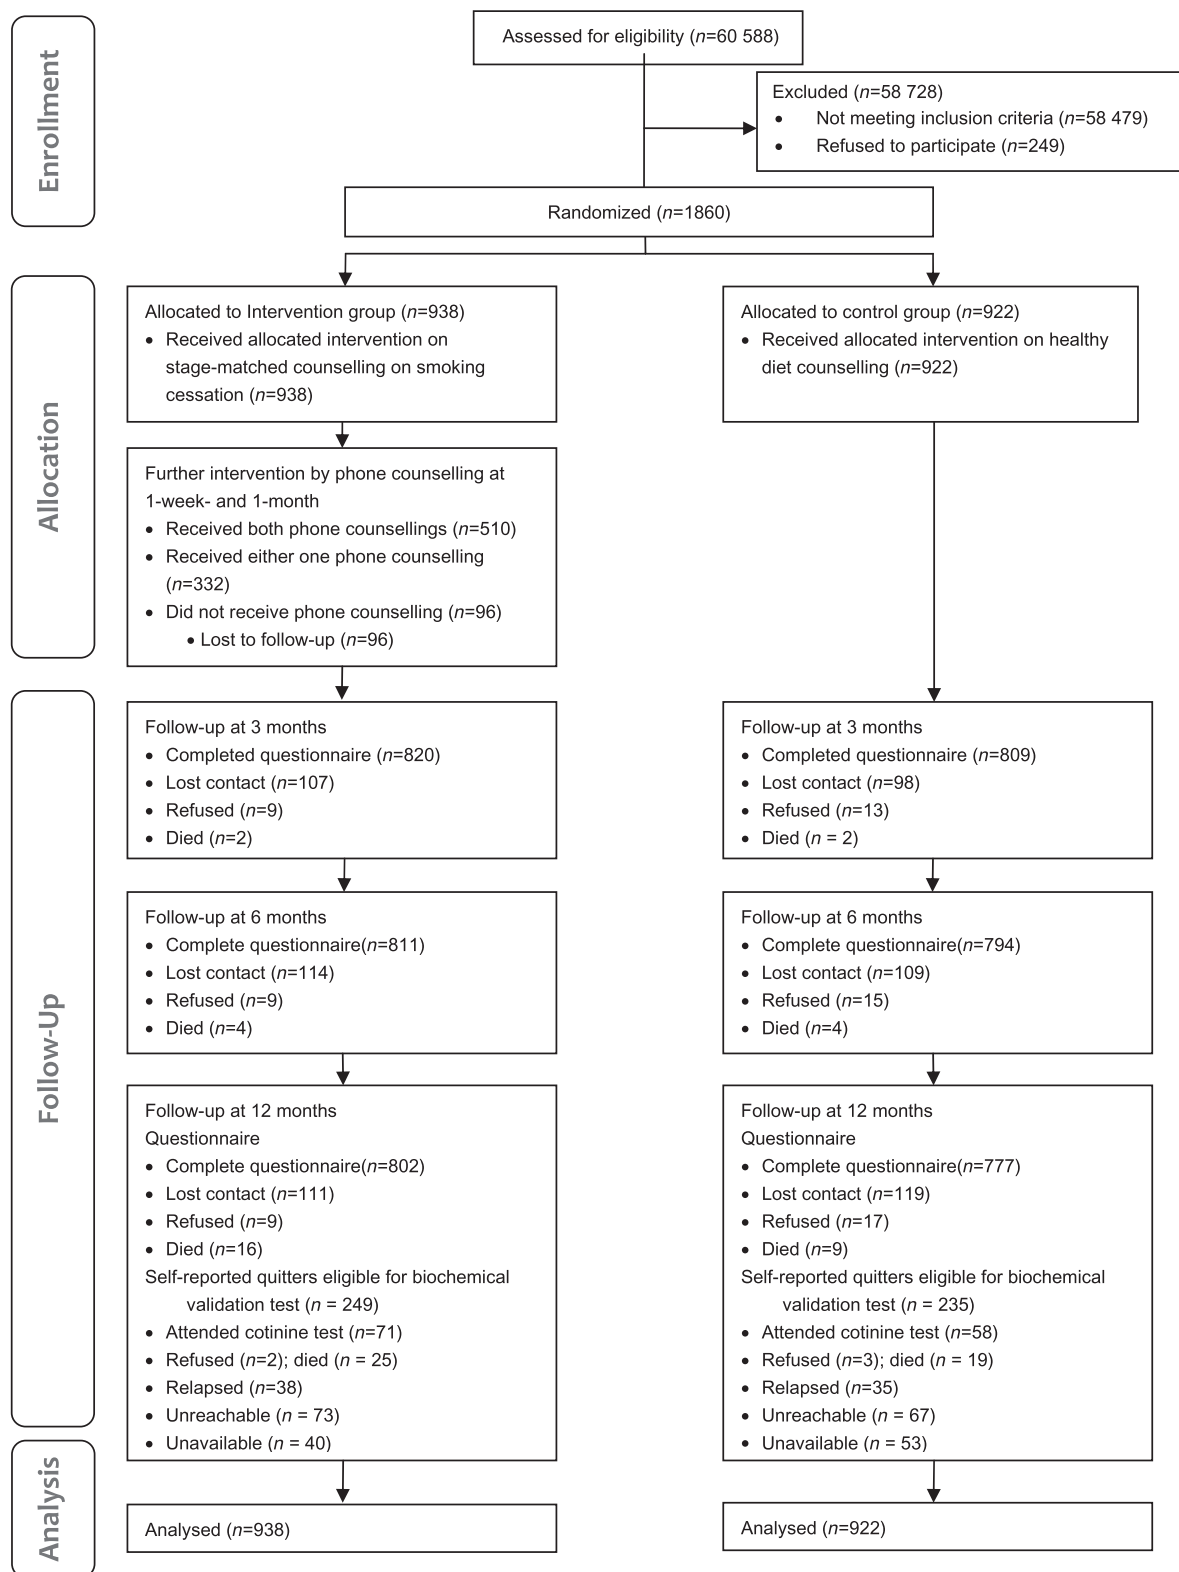 Enrollment
Assessed for eligibility (n=60 588)
Excluded (n=58 728)
• Not meeting inclusion criteria (n=58 479)
• Refused to participate (n=249)
Randomized (n=1860)
Allocation
Allocated to Intervention group (n=938)
• Received allocated intervention on
stage-matched counselling on smoking
cessation (n=938)
Allocated to control group (n=922)
• Received allocated intervention on healthy
diet counselling (n=922)
Further intervention by phone counselling at
1-week- and 1-month
• Received both phone counsellings (n=510)
• Received either one phone counselling
(n=332)
• Did not receive phone counselling (n=96)
• Lost to follow-up (n=96)
Follow-Up
Follow-up at 3 months
• Completed questionnaire (n=820)
• Lost contact (n=107)
• Refused (n=9)
• Died (n=2)
Follow-up at 3 months
• Completed questionnaire (n=809)
• Lost contact (n=98)
• Refused (n=13)
• Died (n = 2)
Follow-up at 6 months
• Complete questionnaire(n=811)
• Lost contact (n=114)
• Refused (n=9)
• Died (n=4)
Follow-up at 6 months
• Complete questionnaire(n=794)
• Lost contact (n=109)
• Refused (n=15)
• Died (n=4)
Follow-up at 12 months
Questionnaire
• Complete questionnaire(n=802)
• Lost contact (n=111)
• Refused (n=9)
• Died (n=16)
Self-reported quitters eligible for biochemical
validation test (n = 249)
• Attended cotinine test (n=71)
• Refused (n=2); died (n = 25)
• Relapsed (n=38)
• Unreachable (n = 73)
• Unavailable (n = 40)
Follow-up at 12 months
Questionnaire
• Complete questionnaire(n=777)
• Lost contact (n=119)
• Refused (n=17)
• Died (n=9)
Self-reported quitters eligible for biochemical
validation test (n = 235)
• Attended cotinine test (n=58)
• Refused (n=3); died (n = 19)
• Relapsed (n=35)
• Unreachable (n = 67)
• Unavailable (n = 53)
Analysis
Analysed (n=938)
Analysed (n=922)